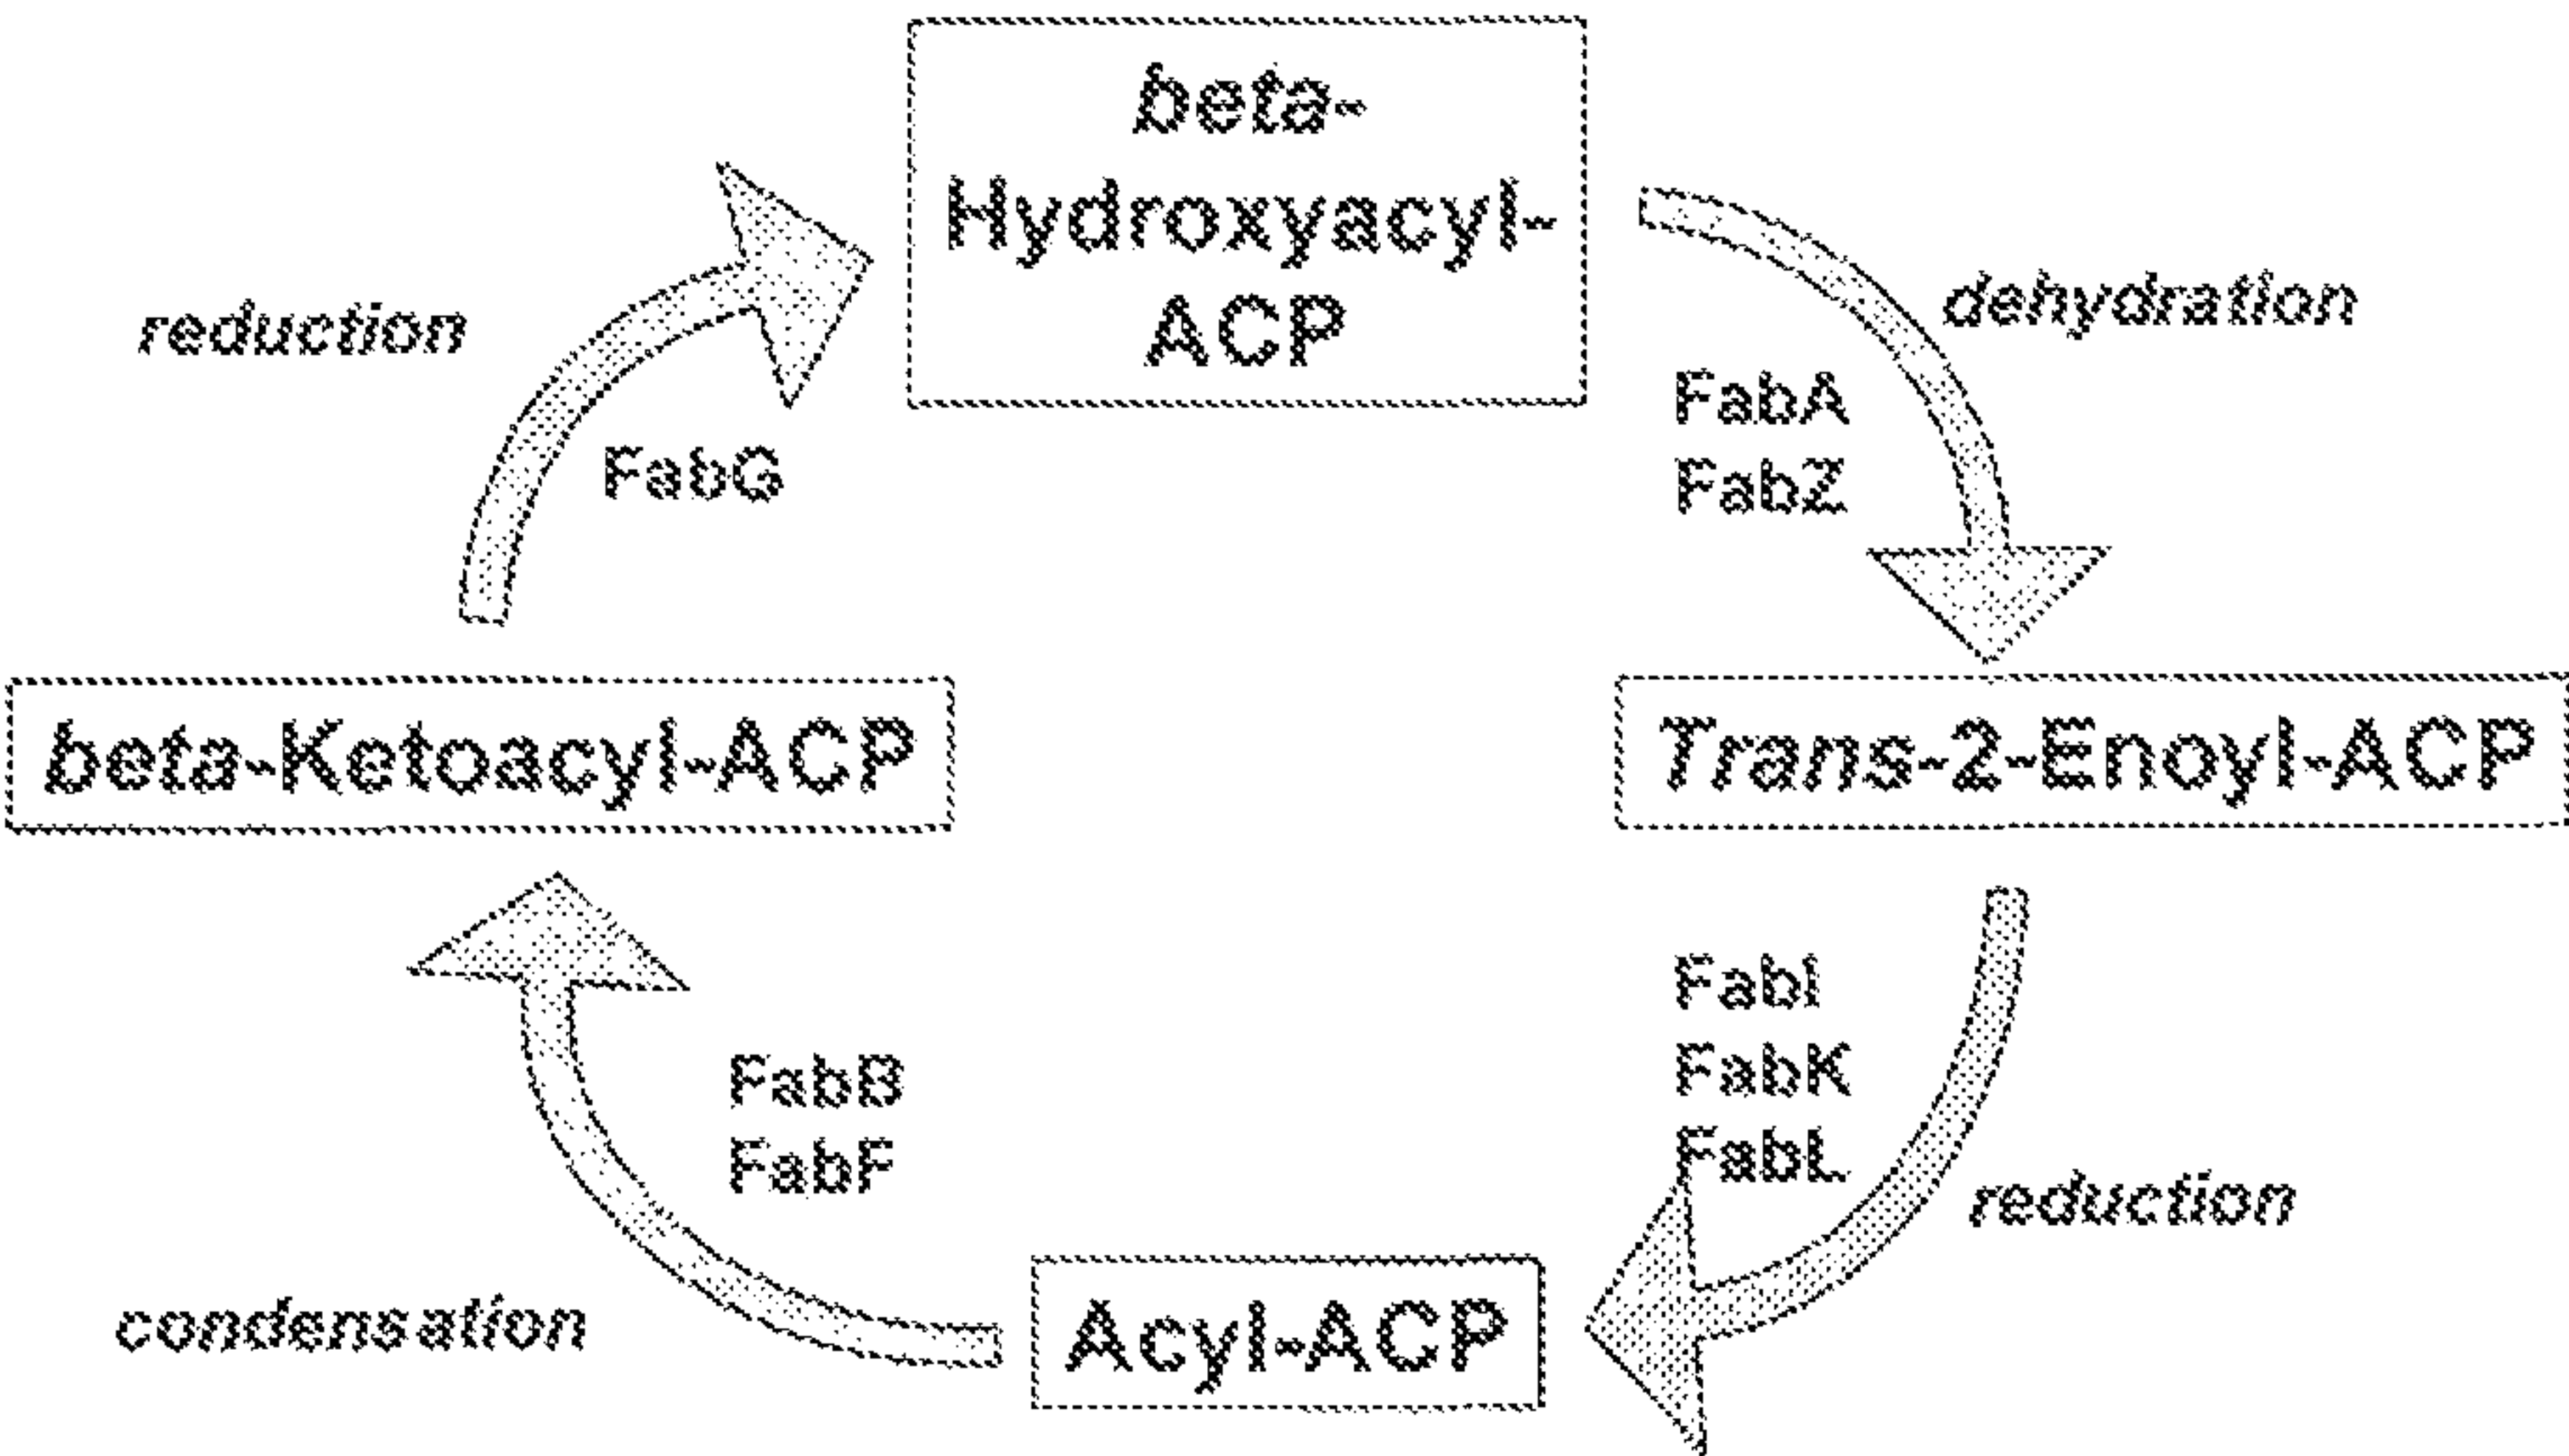 beta-
Hydroxyacyl-
ACP
reduction
dehydration
FabG
FabA
FabZ
beta-Ketoacyl-ACP
Trans-2-Enoyl-ACP
FabB
FabF
FabI
FabK
FabL
reduction
condensation
Acyl-ACP